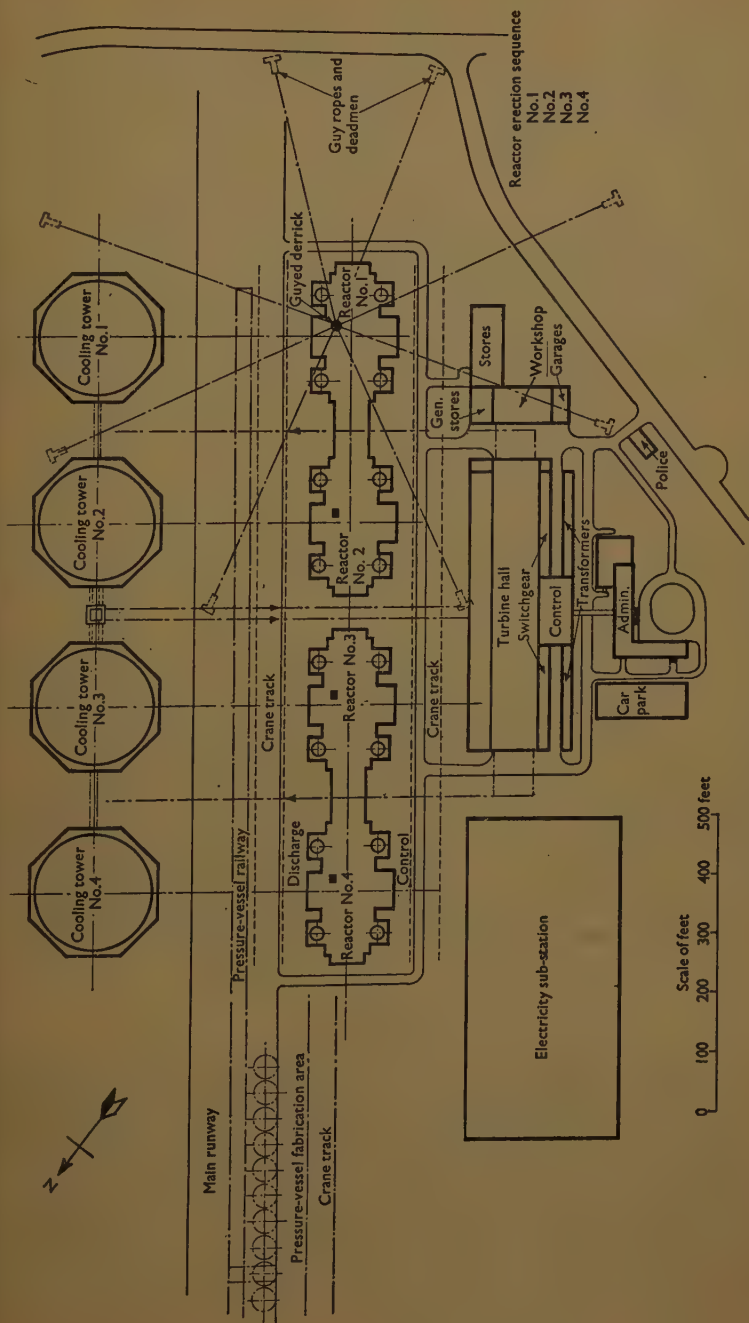 Cooling tower
No.4
Cooling tower
No.3
Cooling tower
No.2
Cooling tower
No.1
N
Main runway
Pressure-vessel railway
Pressure-vessel fabrication area
Crane track
Crane track
Discharge
Reactor No.4
Control
Reactor No.3
Reactor
No. 2
Guyed derrick
Reactor
No.1
Guy ropes and
deadmen
Crane track
Turbine hall
Switchgear
Control
Transformers
Gen.
stores
Stores
Workshop
Garages
Police
Admin.
Car
park
Electricity sub-station
Reactor erection sequence
No.1
No.2
No.3
No.4
Scale of feet
0 100 200 300 400 500 feet